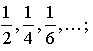 1/2, 1/4, 1/6, ...;